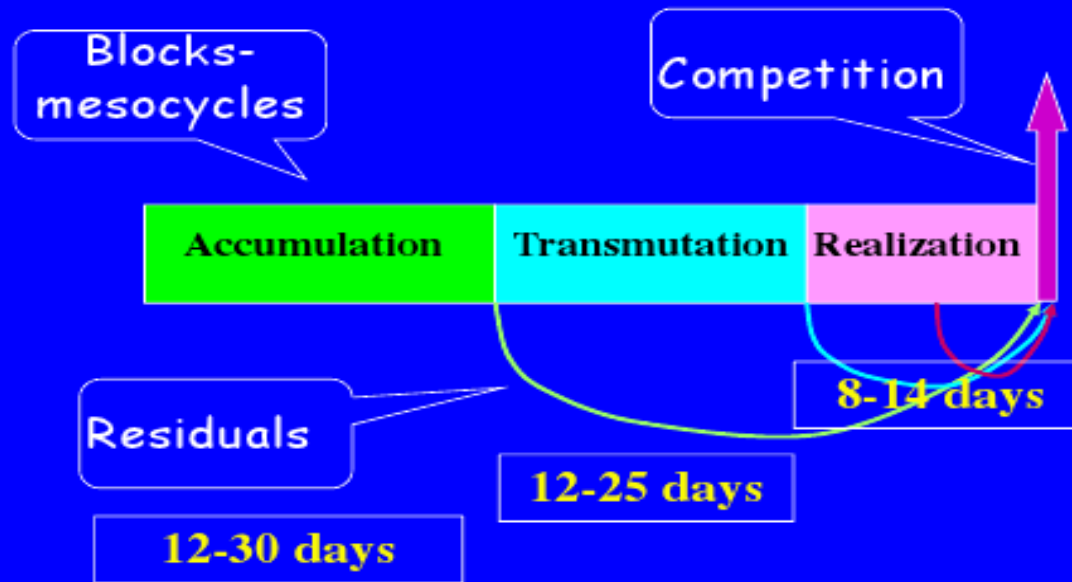 Blocks-
mesocycles
Competition
Accumulation
Transmutation
Realization
Residuals
8-14 days
12-25 days
12-30 days